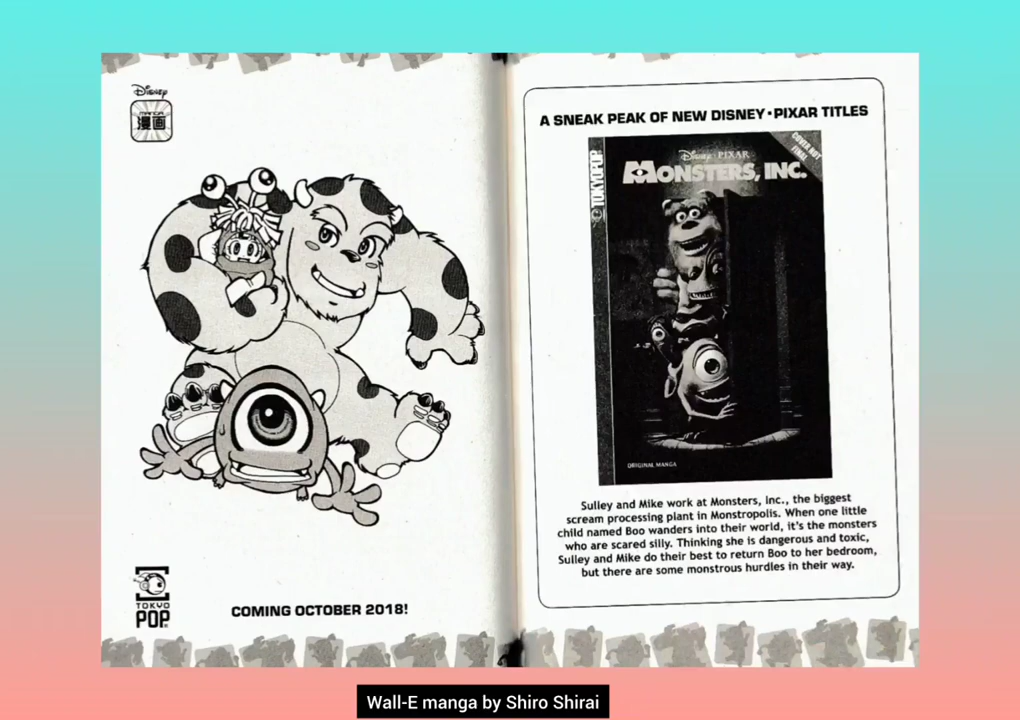 Disney
MANGA
漫画
TOKYO
POP
COMING OCTOBER 2018!
A SNEAK PEAK OF NEW DISNEY•PIXAR TITLES
TOKYOPOP
Disney • PIXAR
MONSTERS, INC.
COVER NOT
FINAL
ORIGINAL MANGA
Sulley and Mike work at Monsters, Inc., the biggest
scream processing plant in Monstropolis. When one little
child named Boo wanders into their world, it's the monsters
who are scared silly. Thinking she is dangerous and toxic,
Sulley and Mike do their best to return Boo to her bedroom,
but there are some monstrous hurdles in their way.
Wall-E manga by Shiro Shirai